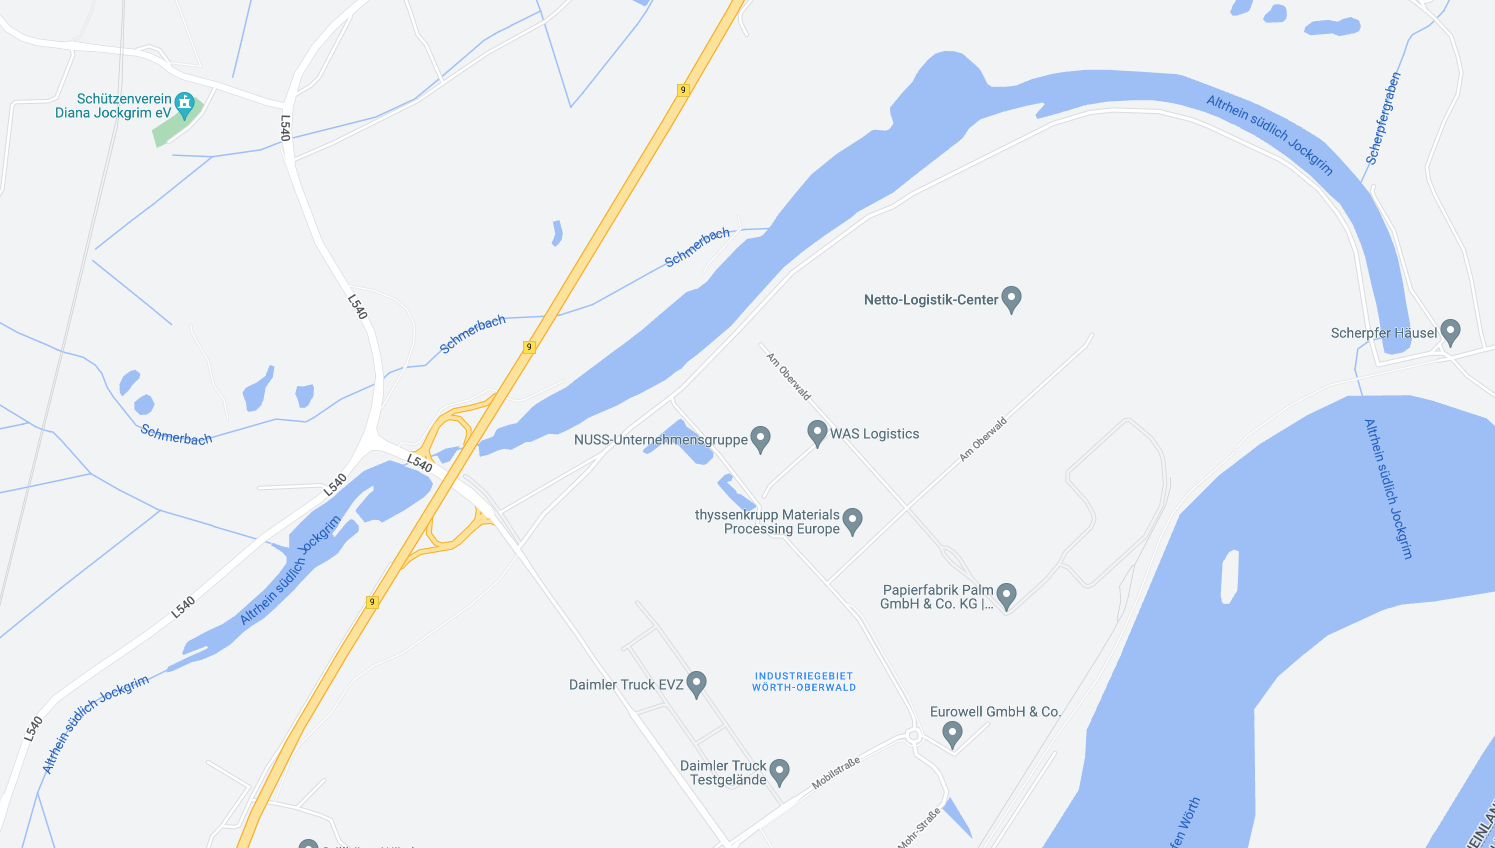 9
Schützenverein
Diana Jockgrim eV
L540
Altrhein südlich Jockgrim
Scherpfergraben
Schmerbach
L540
Netto-Logistik-Center
Schmerbach
9
Scherpfer Häusel
Am Oberwald
Schmerbach
NUSS-Unternehmensgruppe
WAS Logistics
Am Oberwald
L540
L540
Altrhein südlich Jockgrim
thyssenkrupp Materials
Processing Europe
Altrhein südlich Jockgrim
L540
9
Papierfabrik Palm
GmbH & Co. KG |...
Daimler Truck EVZ
INDUSTRIEGEBIET
WÖRTH-OBERWALD
Altrhein südlich Jockgrim
L540
Eurowell GmbH & Co.
Daimler Truck
Testgelände
Mobilstraße
Mohr-Straße
fen Wörth